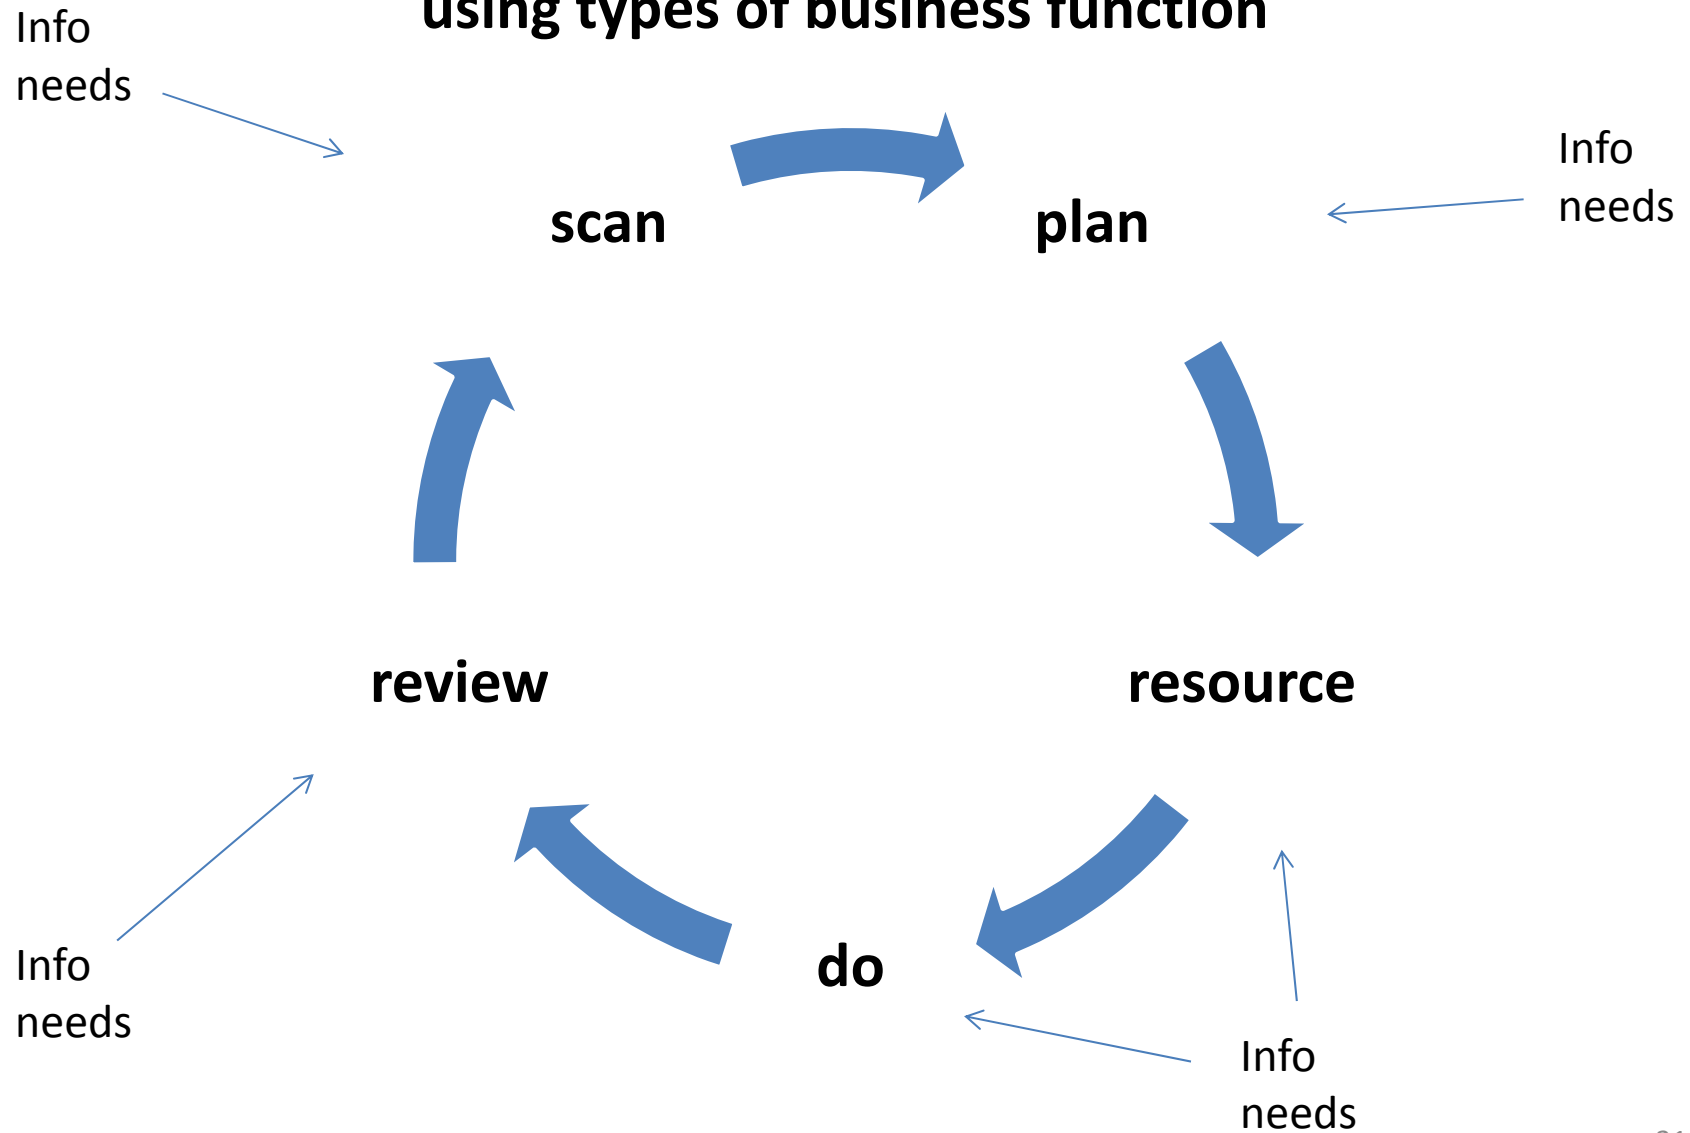 using types of business function
Info
needs
Info
needs
scan
plan
review
resource
do
Info
needs
Info
needs